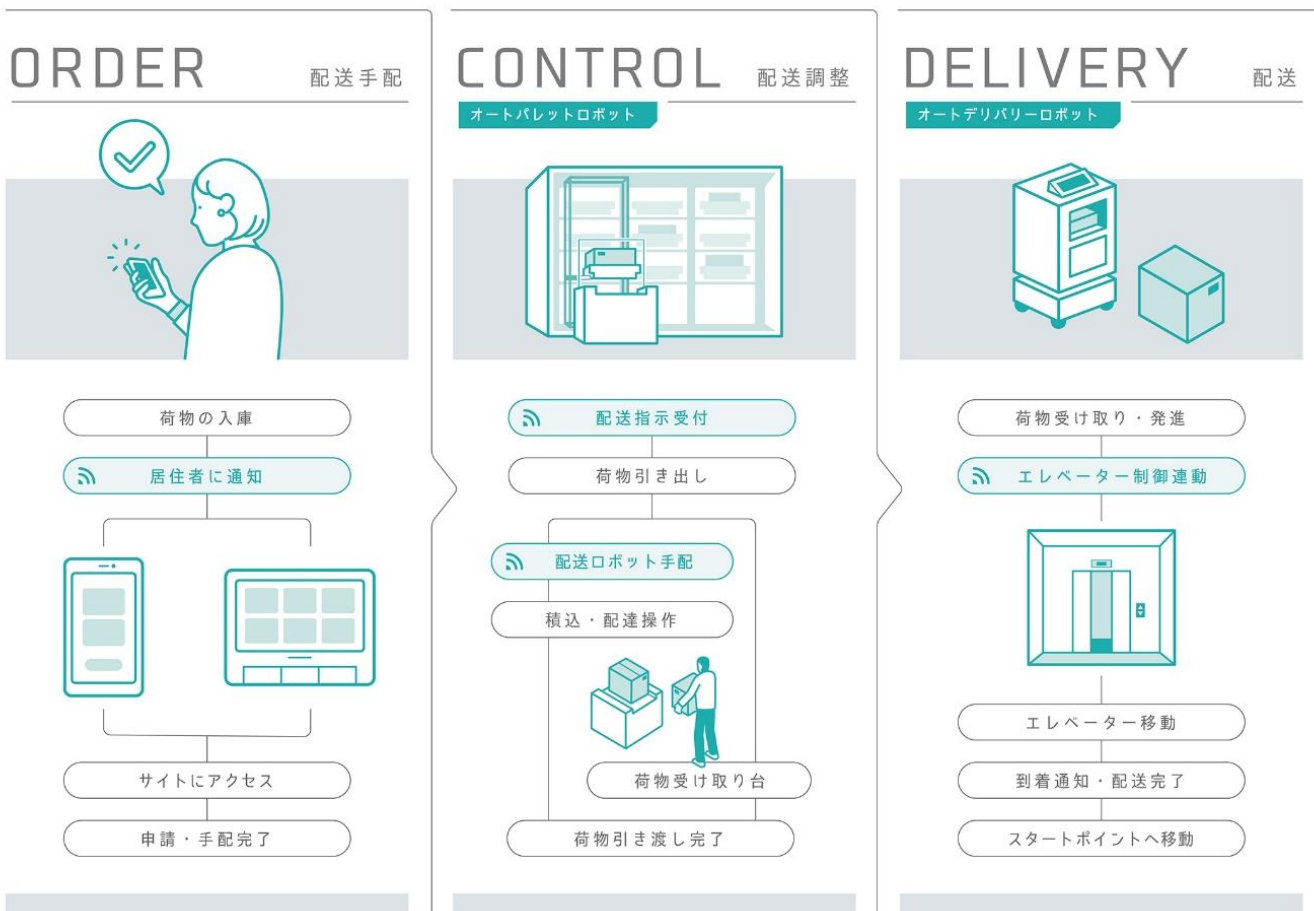 ORDER 配送手配
荷物の入庫
居住者に通知
サイトにアクセス
申請・手配完了
CONTROL 配送調整
オートパレットロボット
配送指示受付
荷物引き出し
配送ロボット手配
積込・配達操作
荷物受け取り台
荷物引き渡し完了
DELIVERY 配送
オートデリバリーロボット
荷物受け取り・発進
エレベーター制御連動
エレベーター移動
到着通知・配送完了
スタートポイントへ移動